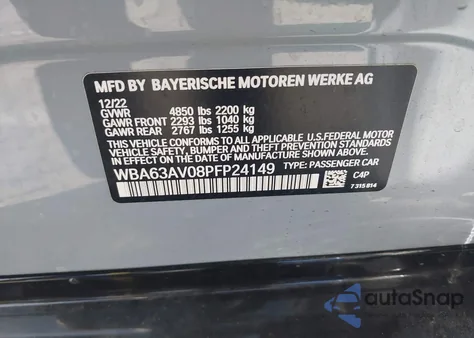 MFD BY BAYERISCHE MOTOREN WERKE AG
12/22
GVWR 4850 lbs 2200 kg
GAWR FRONT 2293 lbs 1040 kg
GAWR REAR 2767 lbs 1255 kg
THIS VEHICLE CONFORMS TO ALL APPLICABLE U.S. FEDERAL MOTOR
VEHICLE SAFETY, BUMPER, AND THEFT PREVENTION STANDARDS IN
EFFECT ON THE DATE OF MANUFACTURE SHOWN ABOVE.
WBA63AV08PFP24149 TYPE: PASSENGER CAR
C4P
7 315 814
autoSnap